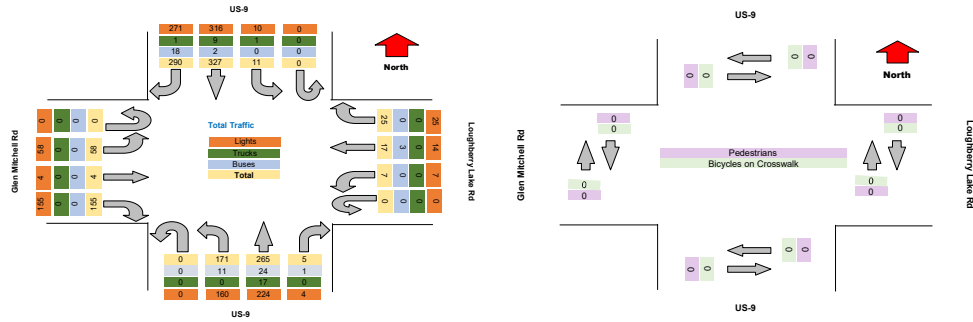 US-9
271 316 10 0
1 9 1 0
18 2 0 0
290 327 11 0
North
Glen Mitchell Rd
0 0 0 0
58 0 0 58
4 0 0 4
155 0 0 155
Total Traffic
Lights
Trucks
Buses
Total
25 0 0 25
17 3 0 14
7 0 0 7
0 0 0 0
Loughberry Lake Rd
0 171 265 5
0 11 24 1
0 0 17 0
0 160 224 4
US-9
US-9
0 0
0 0
North
Glen Mitchell Rd
0
0
0
0
Pedestrians
Bicycles on Crosswalk
0
0
0
0
Loughberry Lake Rd
0 0
0 0
US-9